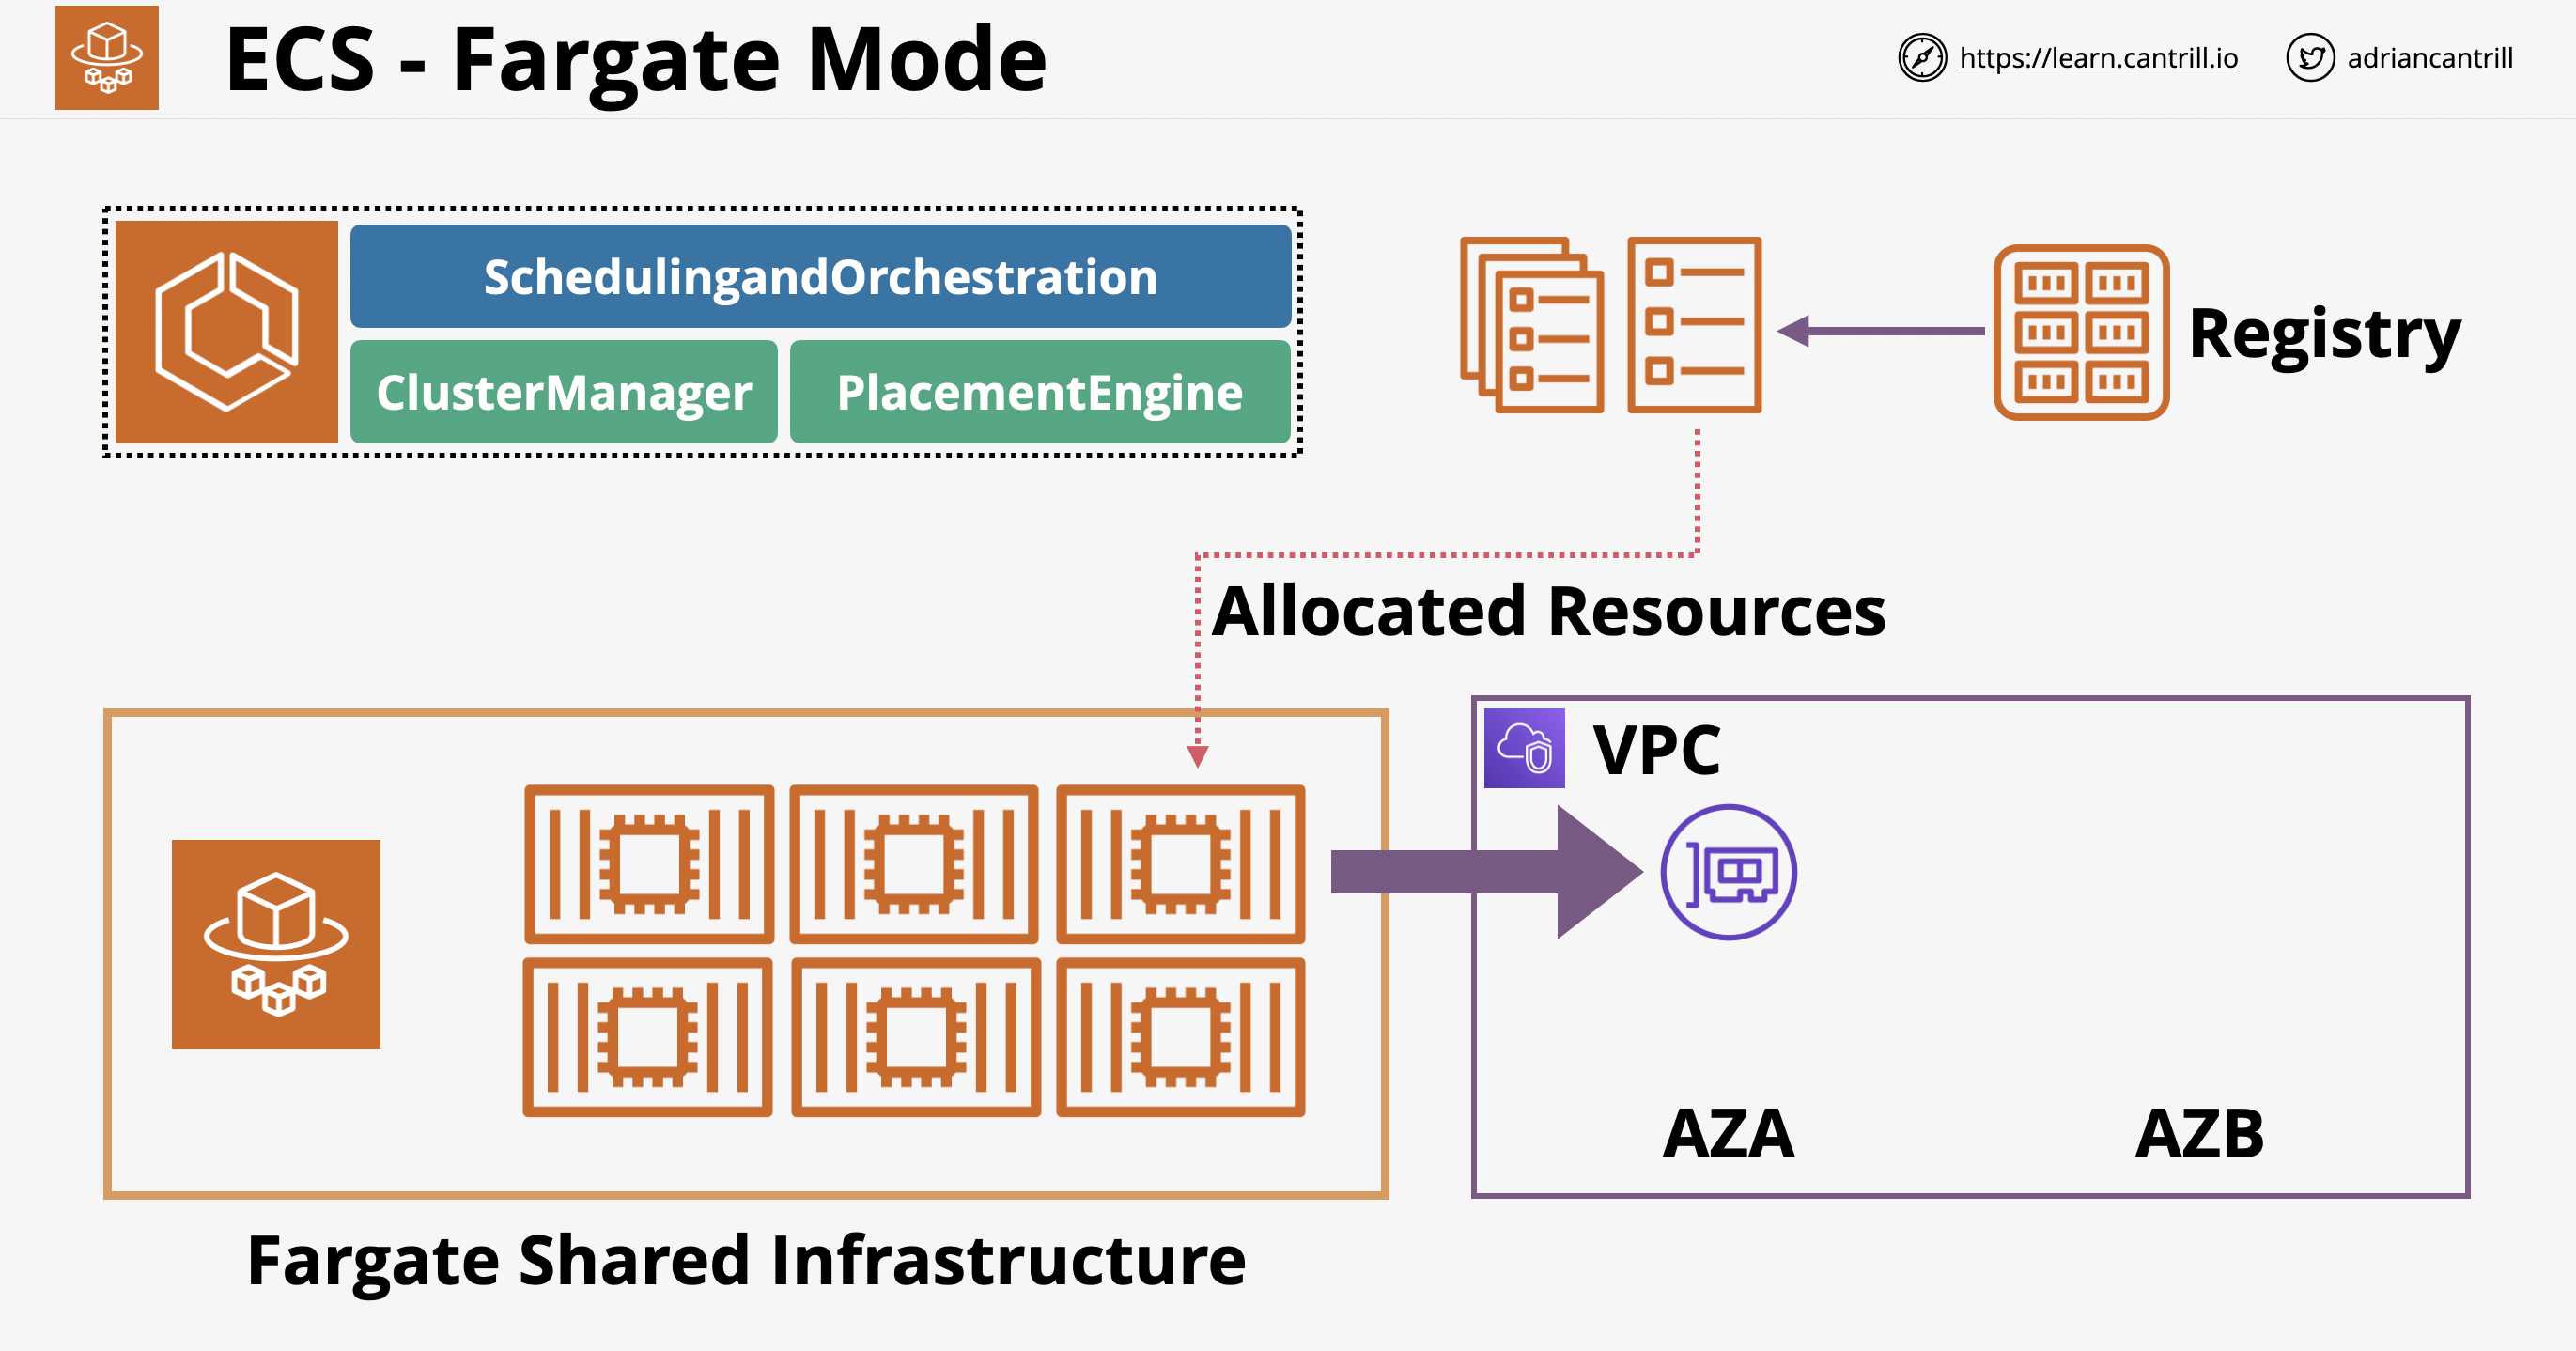 ECS - Fargate Mode
https://learn.cantrill.io
adriancantrill
SchedulingandOrchestration
ClusterManager
PlacementEngine
Registry
Allocated Resources
VPC
AZA
AZB
Fargate Shared Infrastructure